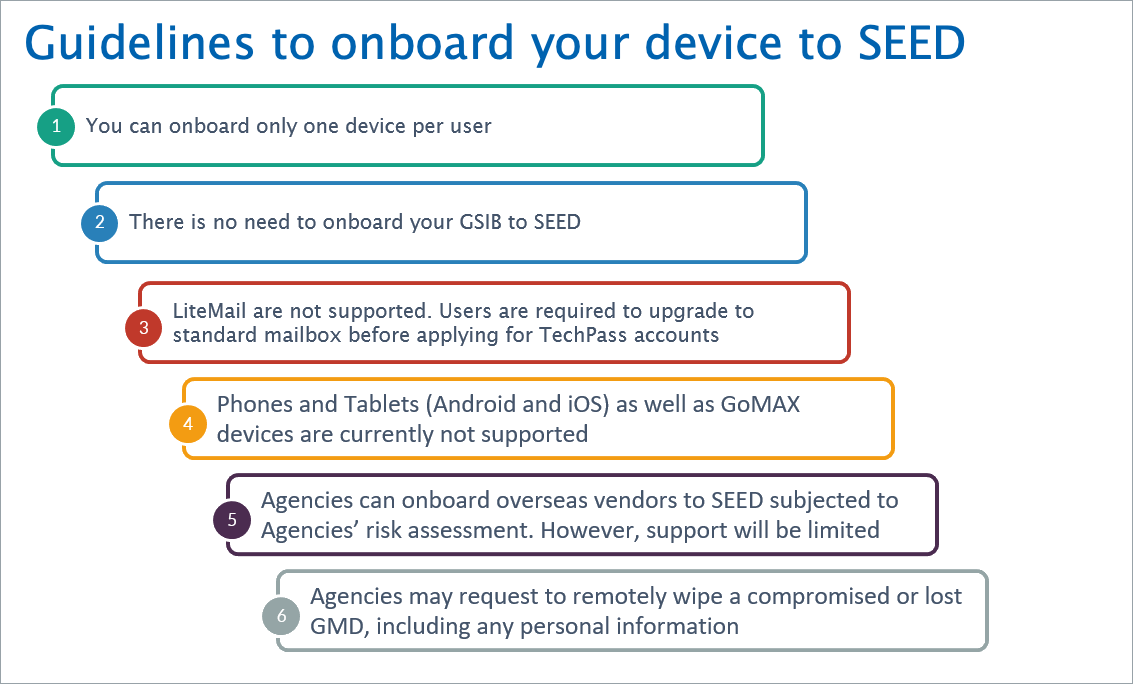 Guidelines to onboard your device to SEED
1
You can onboard only one device per user
2
There is no need to onboard your GSIB to SEED
3
LiteMail are not supported. Users are required to upgrade to
standard mailbox before applying for TechPass accounts
4
Phones and Tablets (Android and iOS) as well as GoMAX
devices are currently not supported
5
Agencies can onboard overseas vendors to SEED subjected to
Agencies’ risk assessment. However, support will be limited
6
Agencies may request to remotely wipe a compromised or lost
GMD, including any personal information